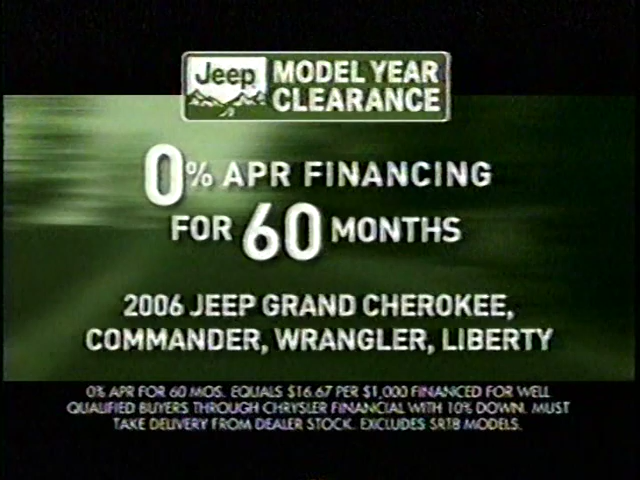 Jeep MODEL YEAR
CLEARANCE
0% APR FINANCING
FOR 60 MONTHS
2006 JEEP GRAND CHEROKEE,
COMMANDER, WRANGLER, LIBERTY
0% APR FOR 60 MOS. EQUALS $16.67 PER $1,000 FINANCED FOR WELL
QUALIFIED BUYERS THROUGH CHRYSLER FINANCIAL WITH 10% DOWN. MUST
TAKE DELIVERY FROM DEALER STOCK. EXCLUDES SRT8 MODELS.